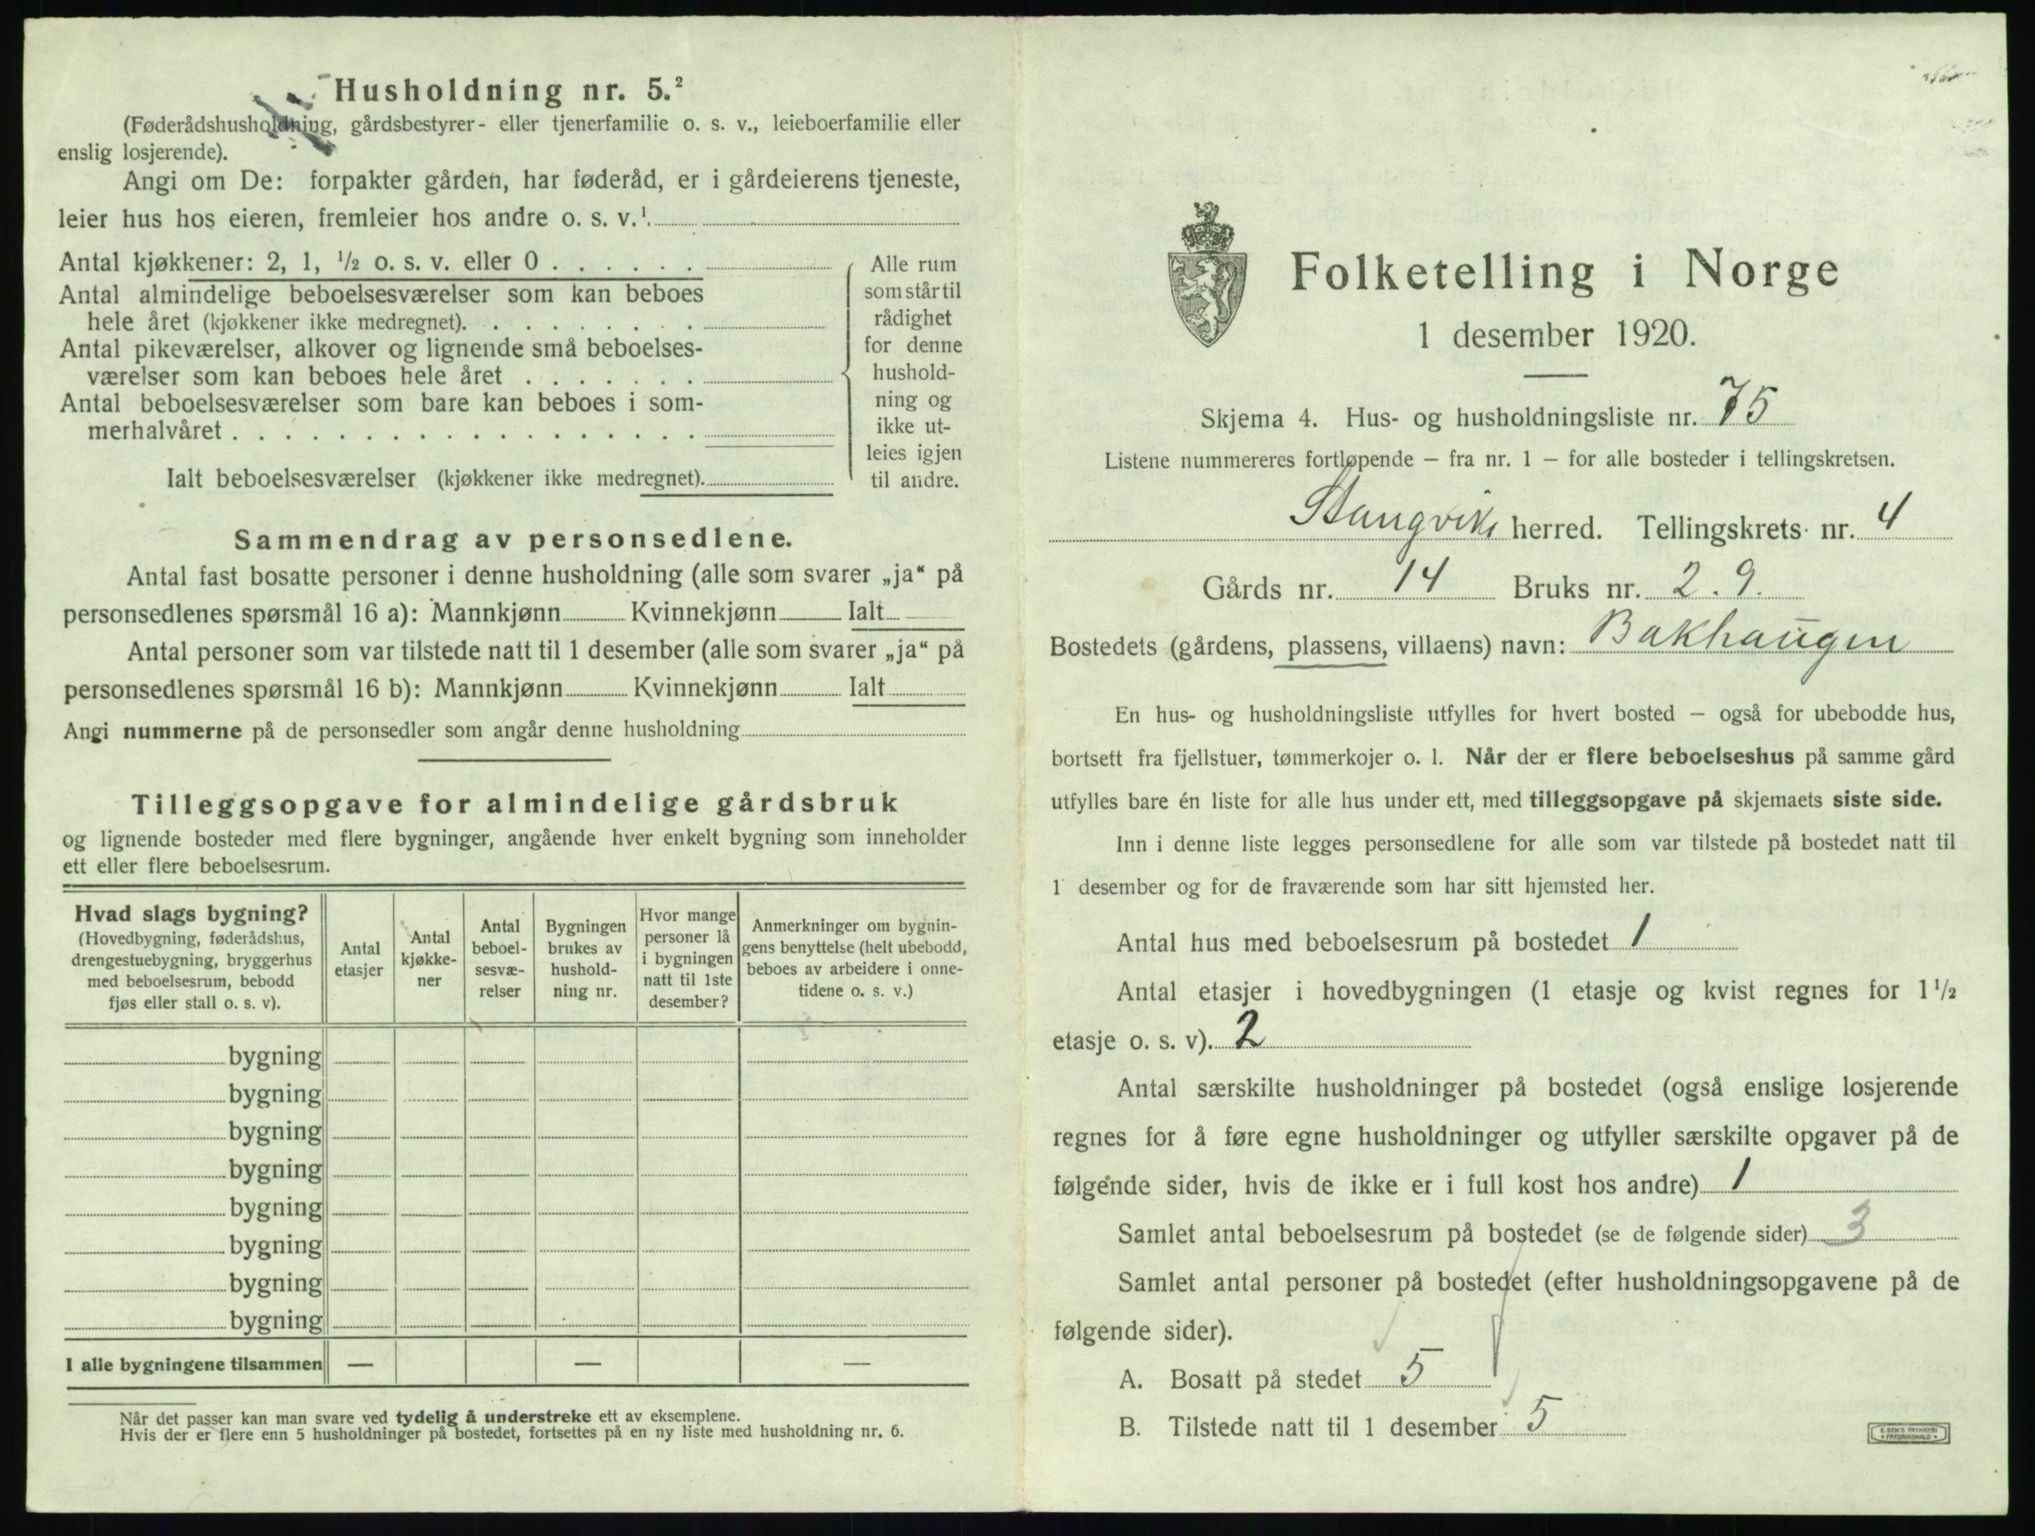 Husholdning nr. 5.²
(Føderådshusholdning, gårdsbestyrer- eller tjenerfamilie o. s. v., leieboerfamilie eller
enslig losjerende).
Angi om De: forpakter gården, har føderåd, er i gårdeierens tjeneste,
leier hus hos eieren, fremleier hos andre o. s. v.¹
Antal kjøkkener: 2, 1, ½ o. s. v. eller 0
Antal almindelige beboelsesværelser som kan beboes
hele året (kjøkkener ikke medregnet).
Antal pikeværelser, alkover og lignende små beboelses-
værelser som kan beboes hele året
Antal beboelsesværelser som bare kan beboes i som-
merhalvåret
Ialt beboelsesværelser (kjøkkener ikke medregnet).
Alle rum
som står til
rådighet
for denne
hushold-
ning og
ikke ut-
leies igjen
til andre.
Sammendrag av personsedlene.
Antal fast bosatte personer i denne husholdning (alle som svarer „ja“ på
personsedlenes spørsmål 16 a): Mannkjønn Kvinnekjønn Ialt
Antal personer som var tilstede natt til 1 desember (alle som svarer „ja“ på
personsedlenes spørsmål 16 b): Mannkjønn Kvinnekjønn Ialt
Angi nummerne på de personsedler som angår denne husholdning
Tilleggsopgave for almindelige gårdsbruk
og lignende bosteder med flere bygninger, angående hver enkelt bygning som inneholder
ett eller flere beboelsesrum.
Hvad slags bygning?
(Hovedbygning, føderådshus,
drengestuebygning, bryggerhus
med beboelsesrum, bebodd
fjøs eller stall o. s. v).
Antal
etasjer
Antal
kjøkke-
ner
Antal
beboel-
sesvæ-
relser
Bygningen
brukes av
hushold-
ning nr.
Hvor mange
personer lå
i bygningen
natt til 1ste
desember?
Anmerkninger om bygnin-
gens benyttelse (helt ubebodd,
beboes av arbeidere i onne-
tidene o. s. v.)
bygning
bygning
bygning
bygning
bygning
bygning
bygning
bygning
I alle bygningene tilsammen — — —
Når det passer kan man svare ved tydelig å understreke ett av eksemplene.
Hvis der er flere enn 5 husholdninger på bostedet, fortsettes på en ny liste med husholdning nr. 6.
Folketelling i Norge
1 desember 1920.
Skjema 4. Hus- og husholdningsliste nr. 75
Listene nummereres fortløpende – fra nr. 1 – for alle bosteder i tellingskretsen.
Stangvik herred. Tellingskrets nr. 4
Gårds nr. 14 Bruks nr. 2.9.
Bostedets (gårdens, plassens, villaens) navn: Bakhaugen
En hus- og husholdningsliste utfylles for hvert bosted – også for ubebodde hus,
bortsett fra fjellstuer, tømmerkojer o. l. Når der er flere beboelseshus på samme gård
utfylles bare én liste for alle hus under ett, med tilleggsopgave på skjemaets siste side.
Inn i denne liste legges personsedlene for alle som var tilstede på bostedet natt til
1 desember og for de fraværende som har sitt hjemsted her.
Antal hus med beboelsesrum på bostedet 1
Antal etasjer i hovedbygningen (1 etasje og kvist regnes for 1½
etasje o. s. v). 2
Antal særskilte husholdninger på bostedet (også enslige losjerende
regnes for å føre egne husholdninger og utfyller særskilte opgaver på de
følgende sider, hvis de ikke er i full kost hos andre) 1
Samlet antal beboelsesrum på bostedet (se de følgende sider) 3
Samlet antal personer på bostedet (efter husholdningsopgavene på de
følgende sider).
A. Bosatt på stedet 5
B. Tilstede natt til 1 desember 5